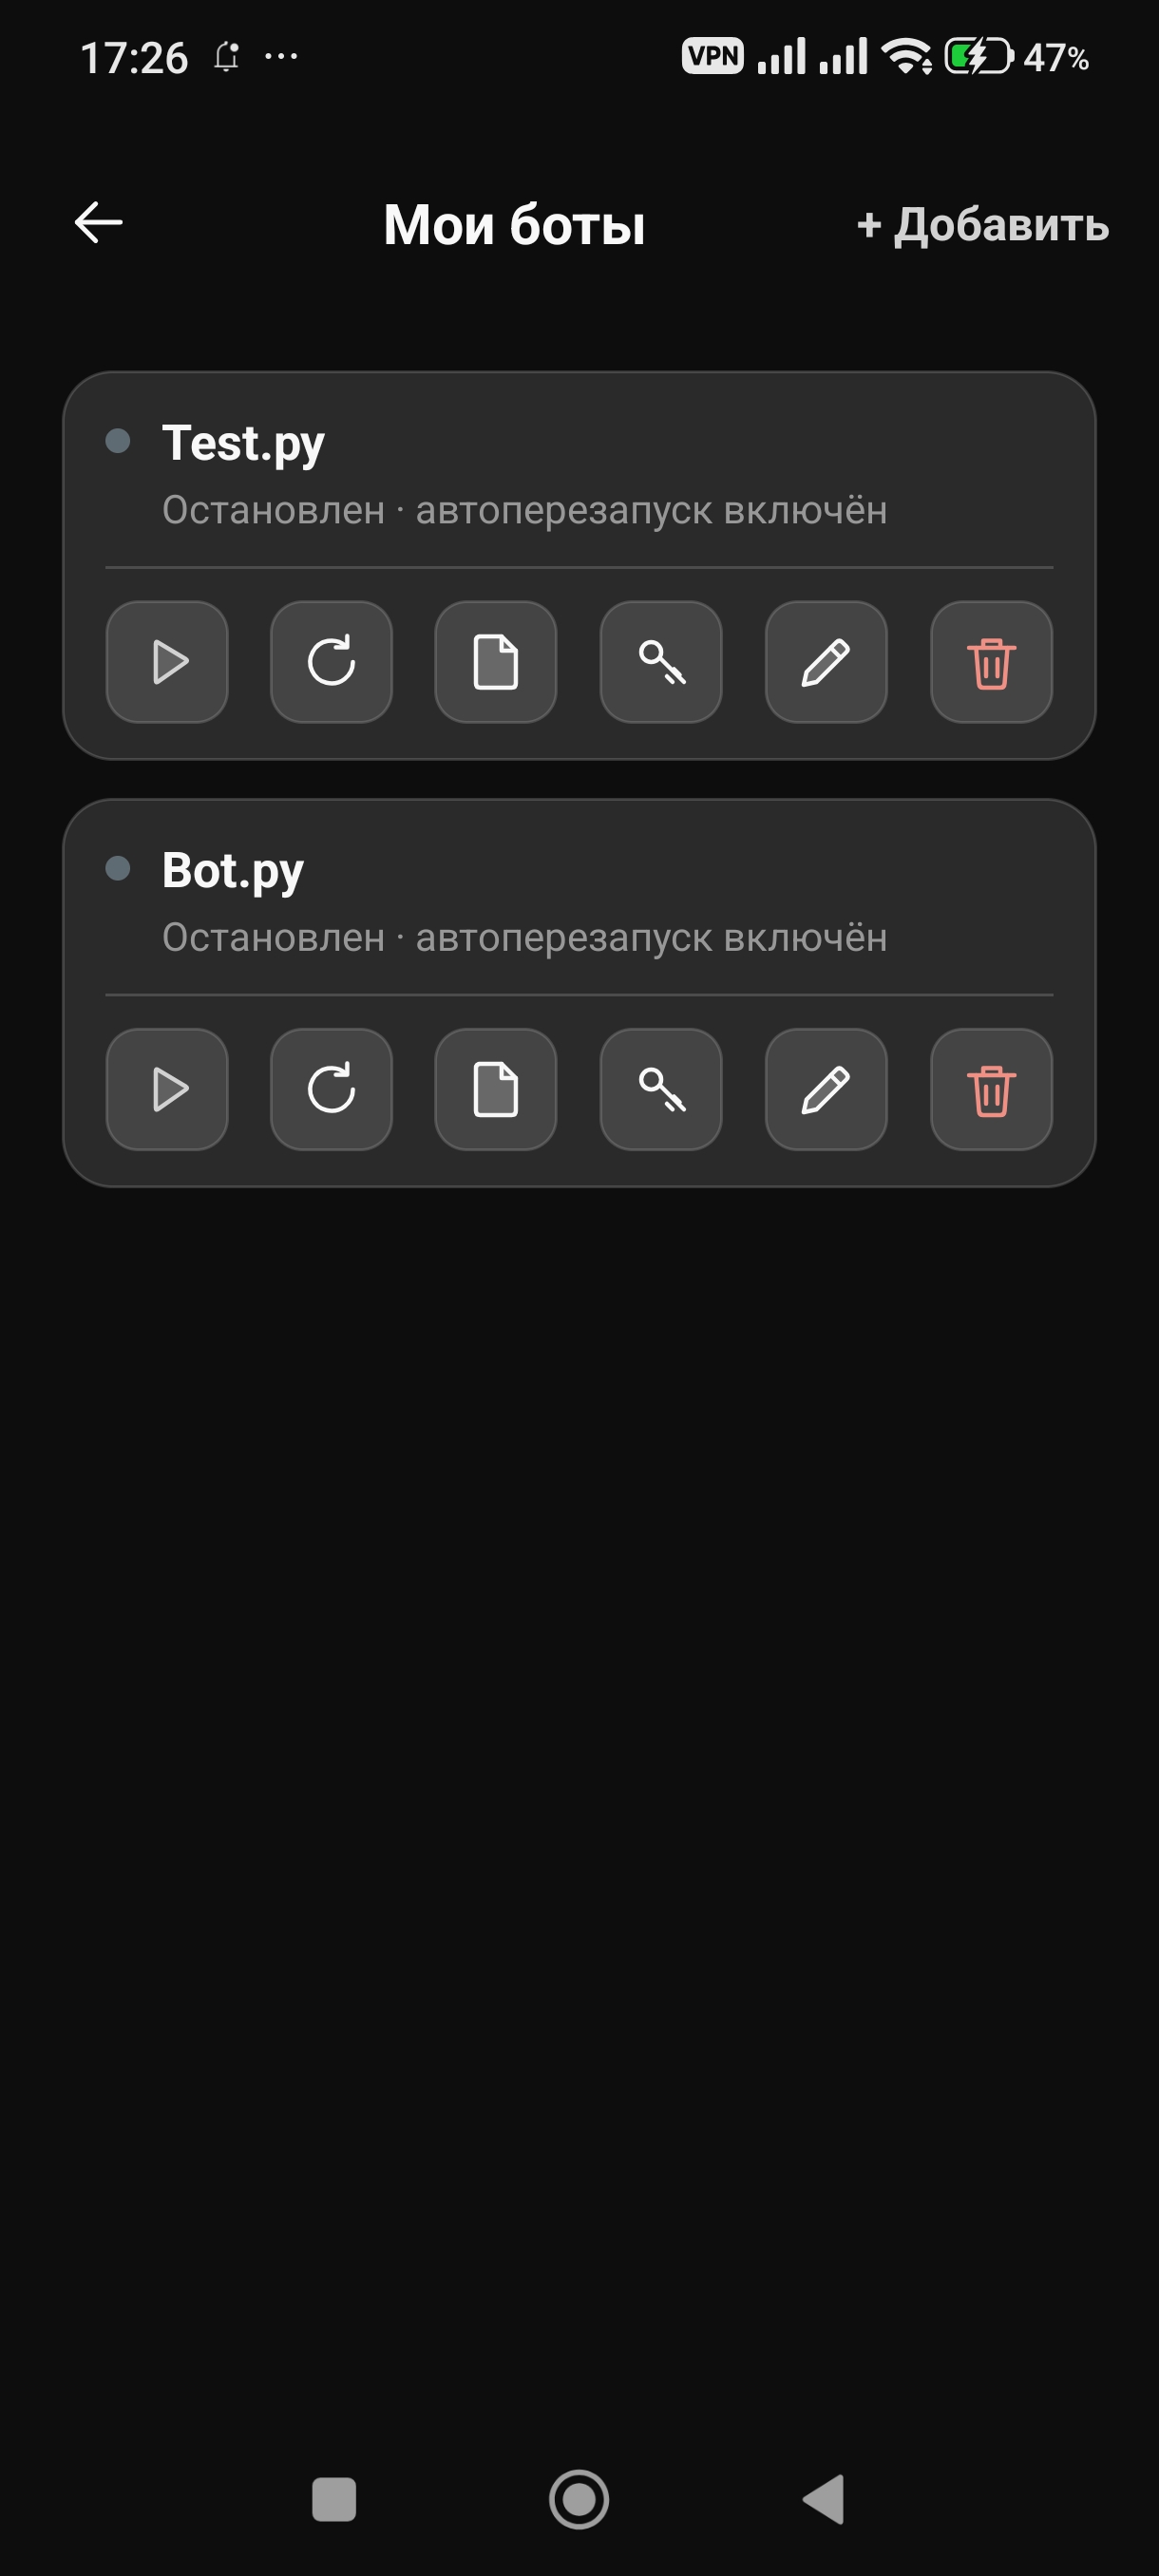 17:26 ... VPN 47%
Мои боты
+ Добавить
Test.py
Остановлен · автоперезапуск включён
Bot.py
Остановлен · автоперезапуск включён